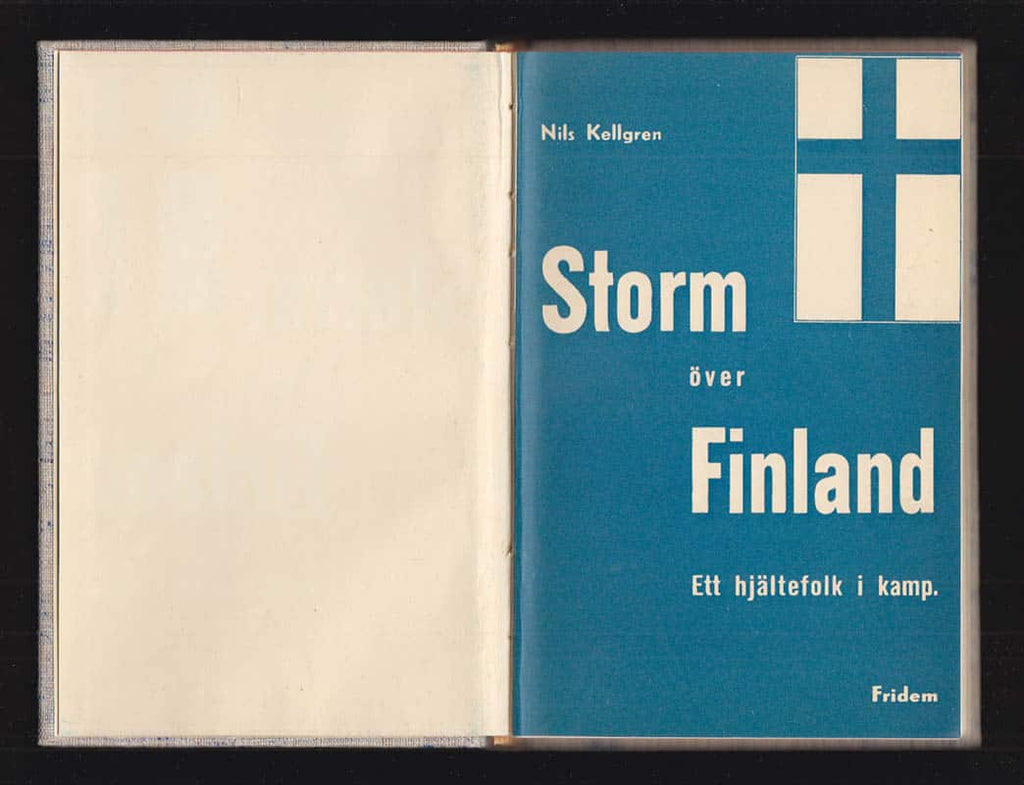 Nils Kellgren
Storm
över
Finland
Ett hjältefolk i kamp.
Fridem